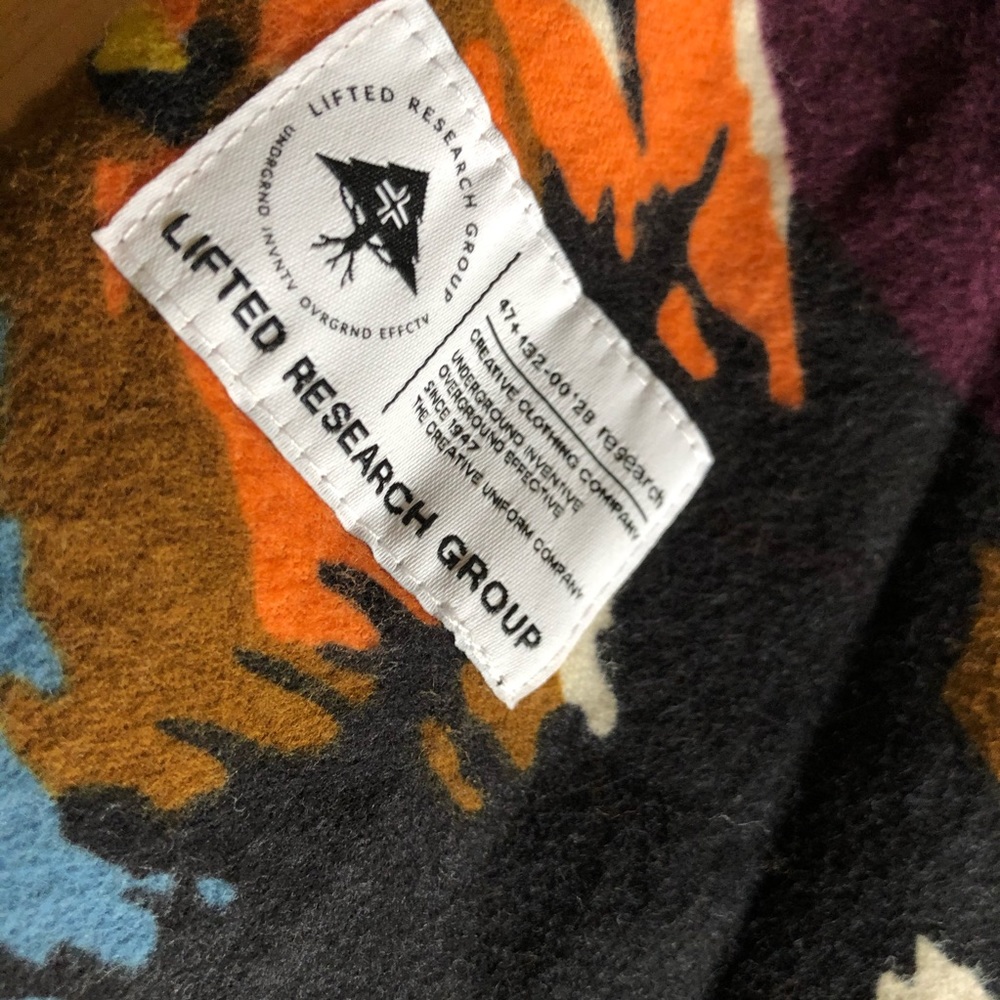 LIFTED RESEARCH GROUP
UNDRGRND INVNTV OVRGRND EFFCTV
LIFTED RESEARCH GROUP
47+132-00'28 research
CREATIVE CLOTHING COMPANY
UNDERGROUND INVENTIVE
OVERGROUND EFFECTIVE
SINCE 1947
THE CREATIVE UNIFORM COMPANY